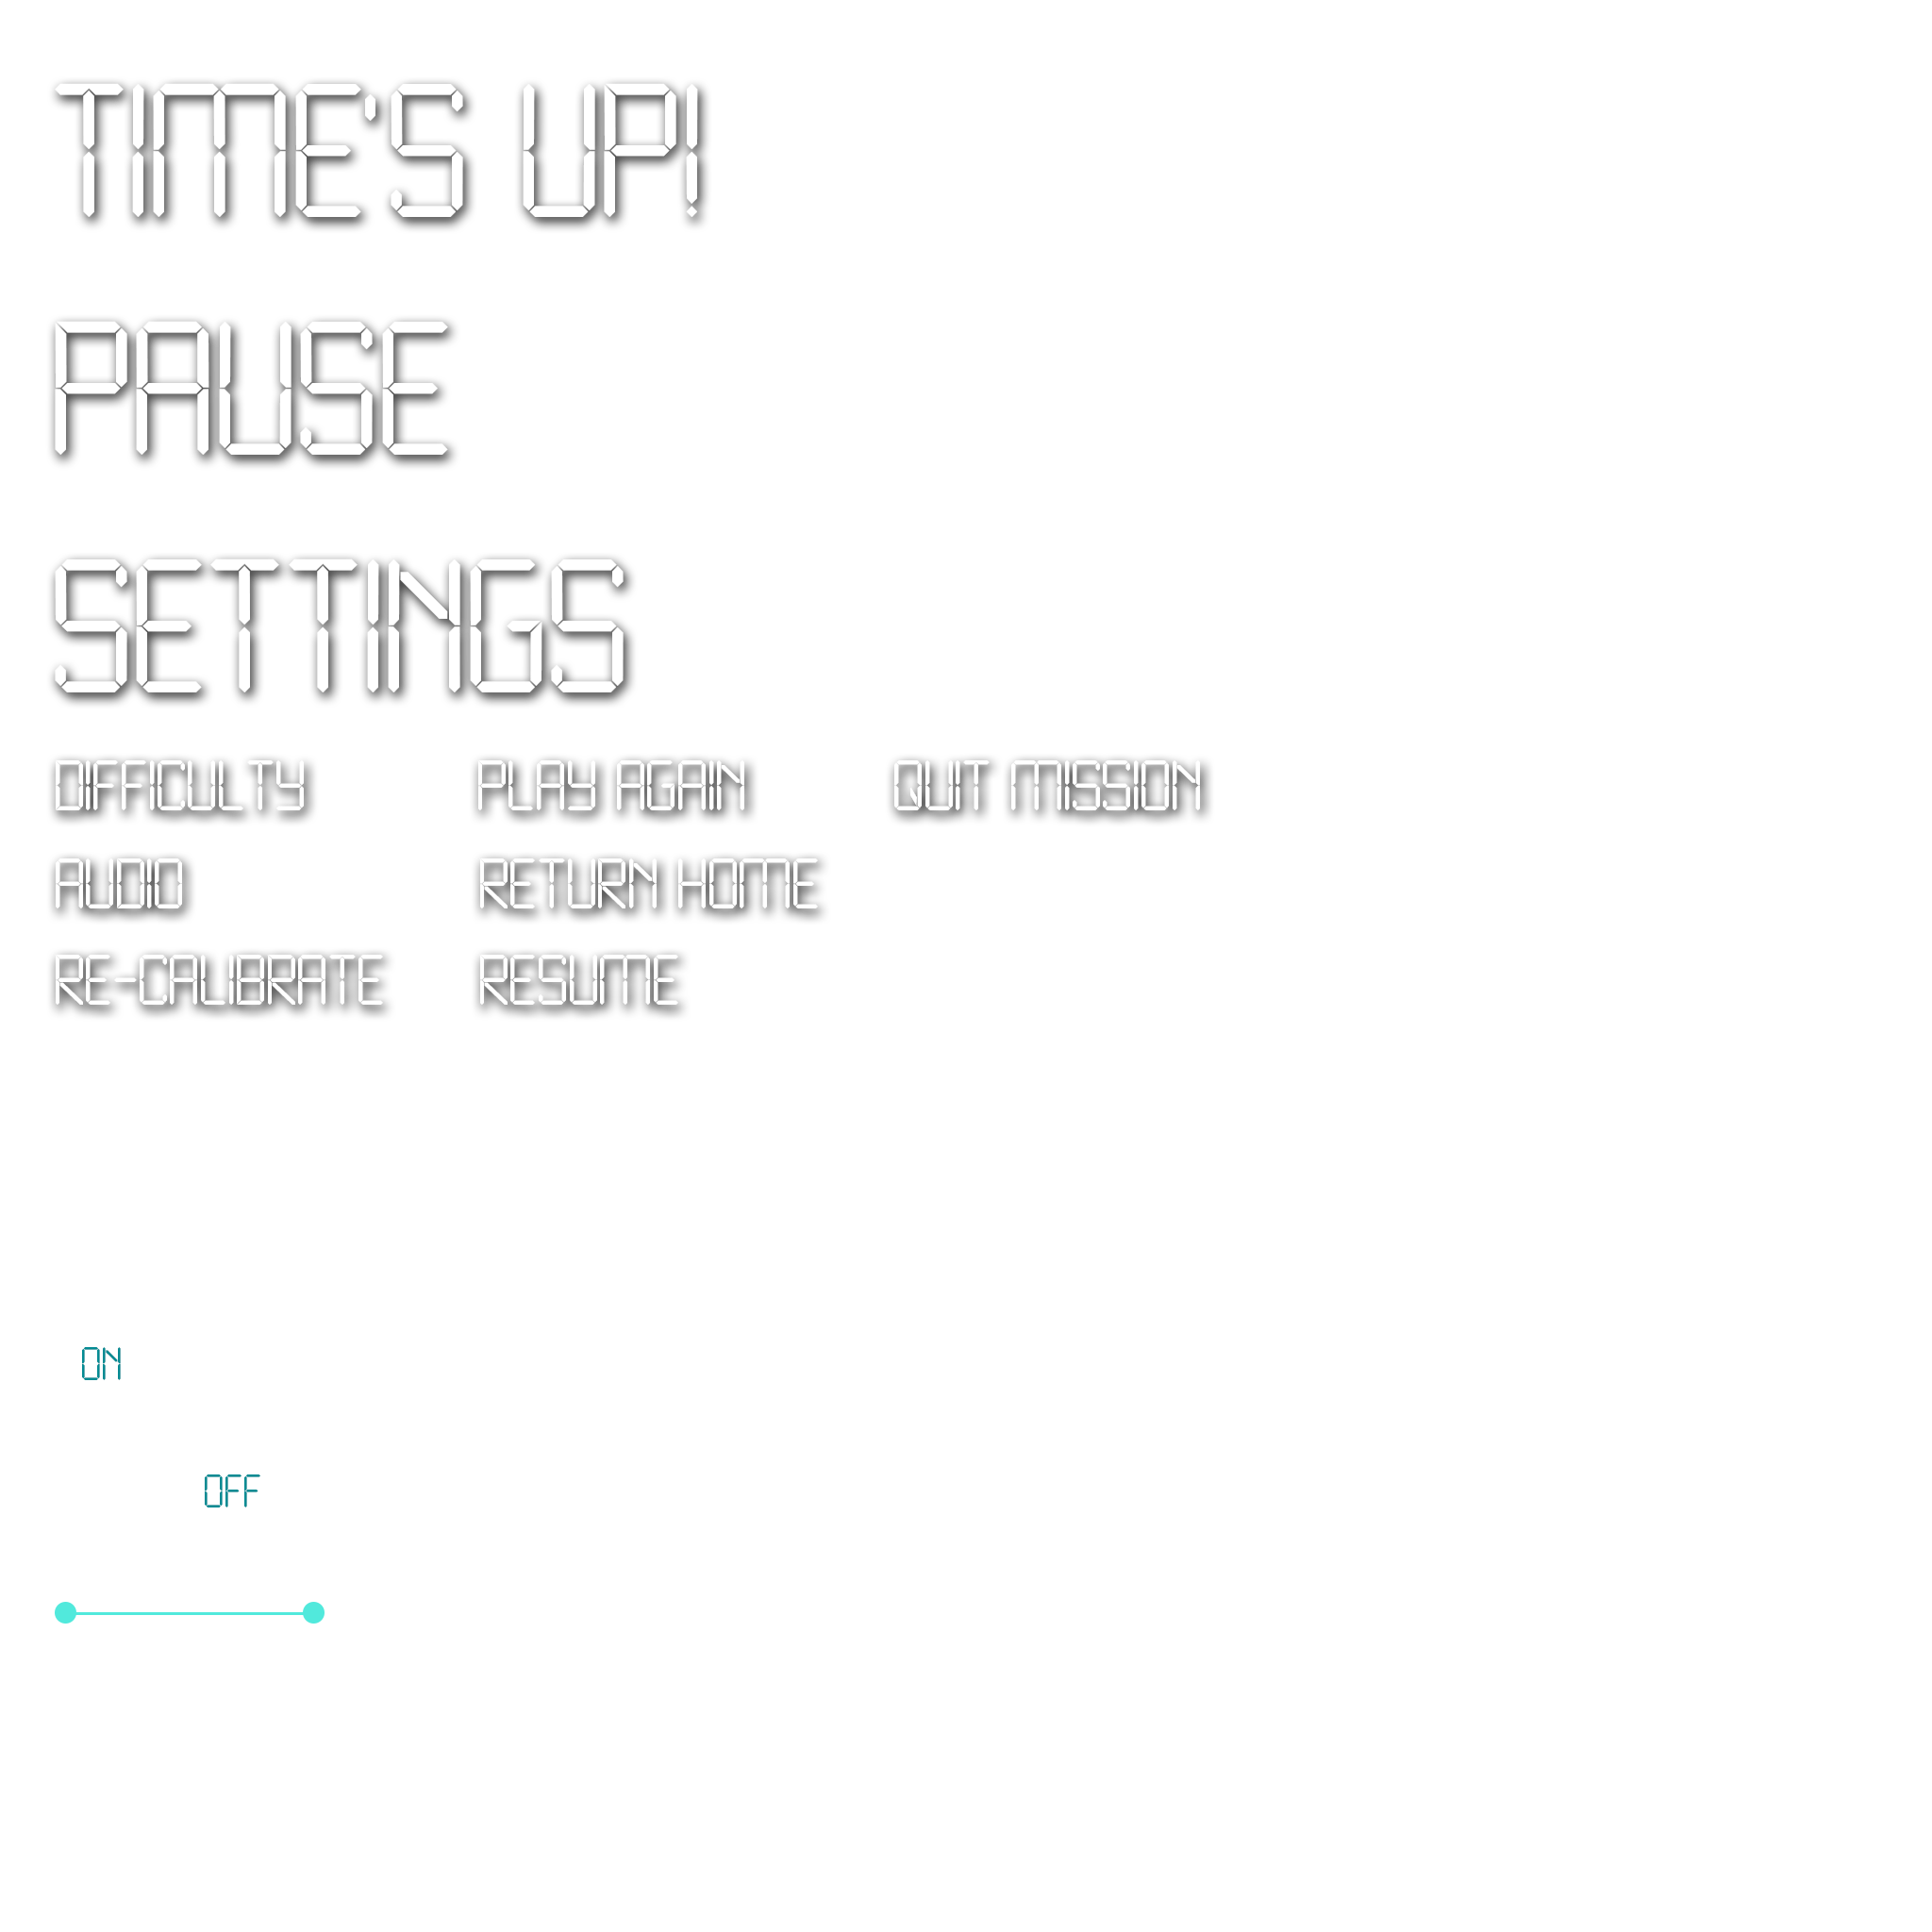 TIME'S UP!
PAUSE
SETTINGS
DIFFICULTY PLAY AGAIN QUIT MISSION
AUDIO RETURN HOME
RE-CALIBRATE RESUME
ON
OFF